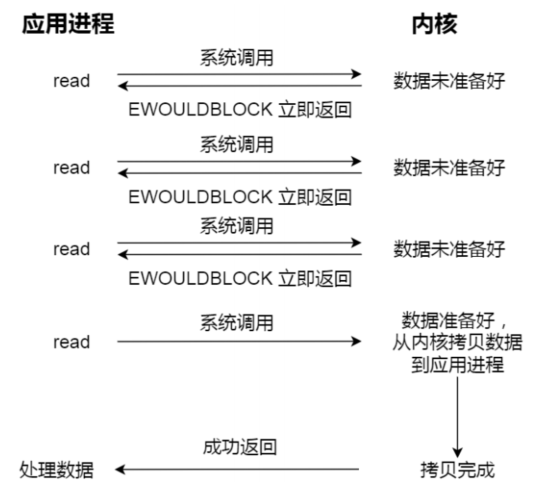 应用进程 内核
系统调用
read 数据未准备好
EWOULDBLOCK 立即返回
系统调用
read 数据未准备好
EWOULDBLOCK 立即返回
系统调用
read 数据未准备好
EWOULDBLOCK 立即返回
系统调用
read
数据准备好，
从内核拷贝数据
到应用进程
成功返回
处理数据 拷贝完成